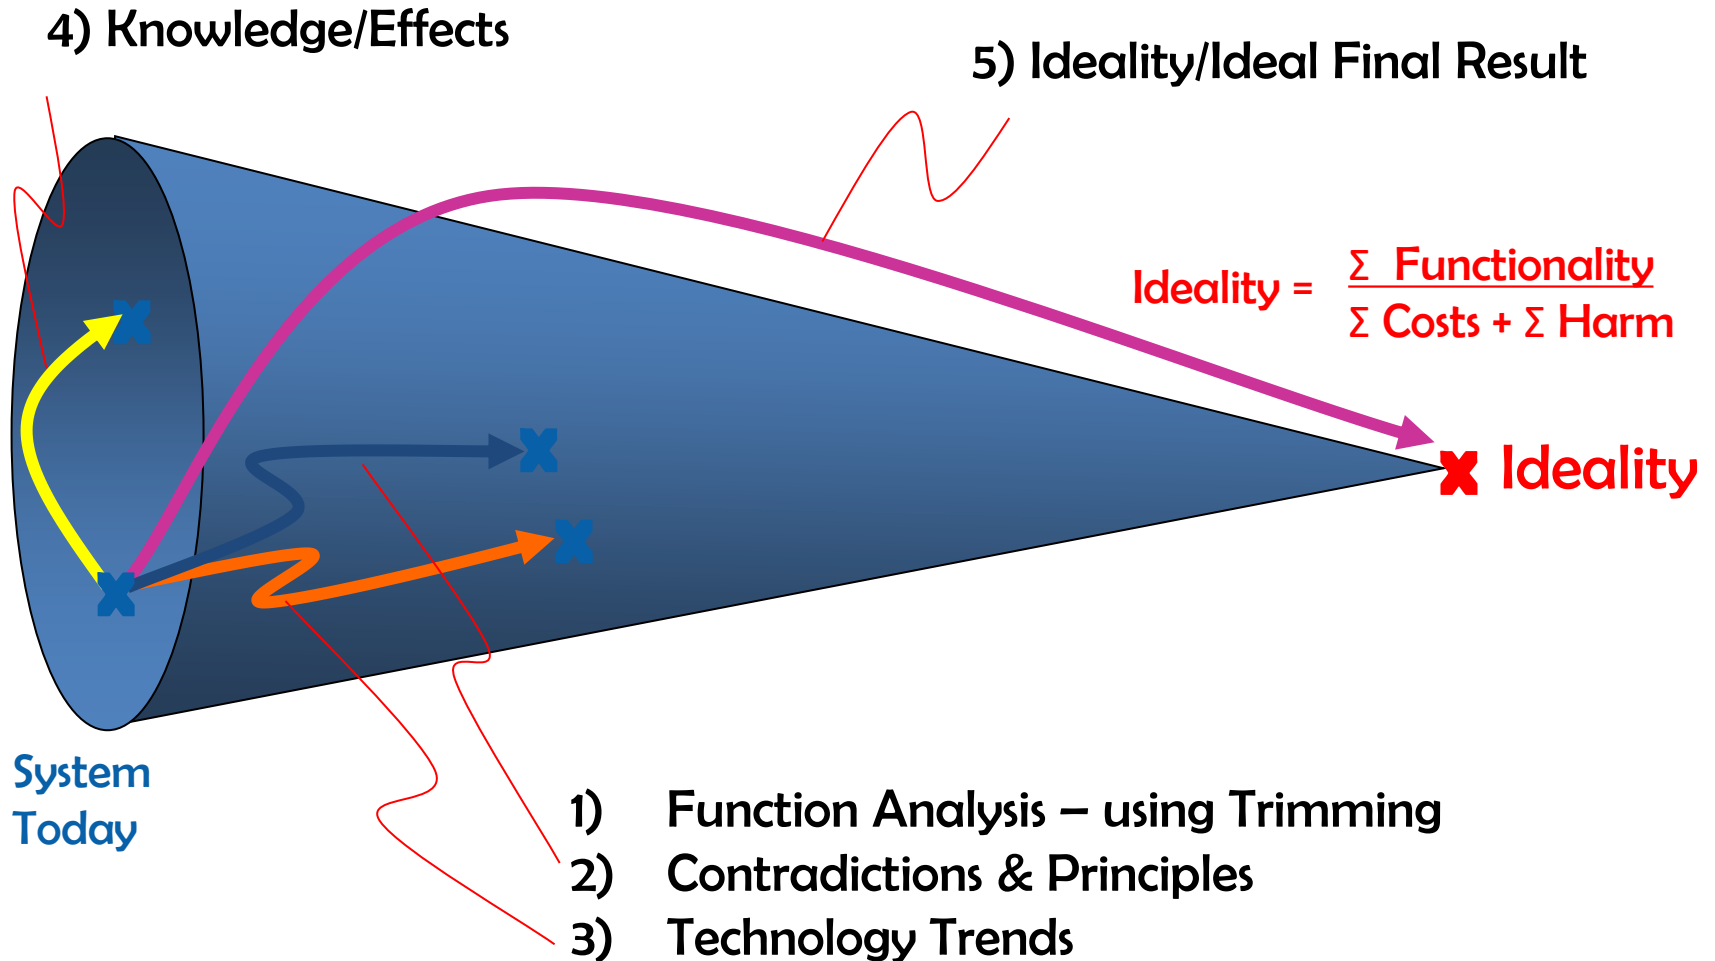 4) Knowledge/Effects
5) Ideality/Ideal Final Result
Ideality = Σ Functionality
Σ Costs + Σ Harm
Ideality
System
Today
1) Function Analysis – using Trimming
2) Contradictions & Principles
3) Technology Trends